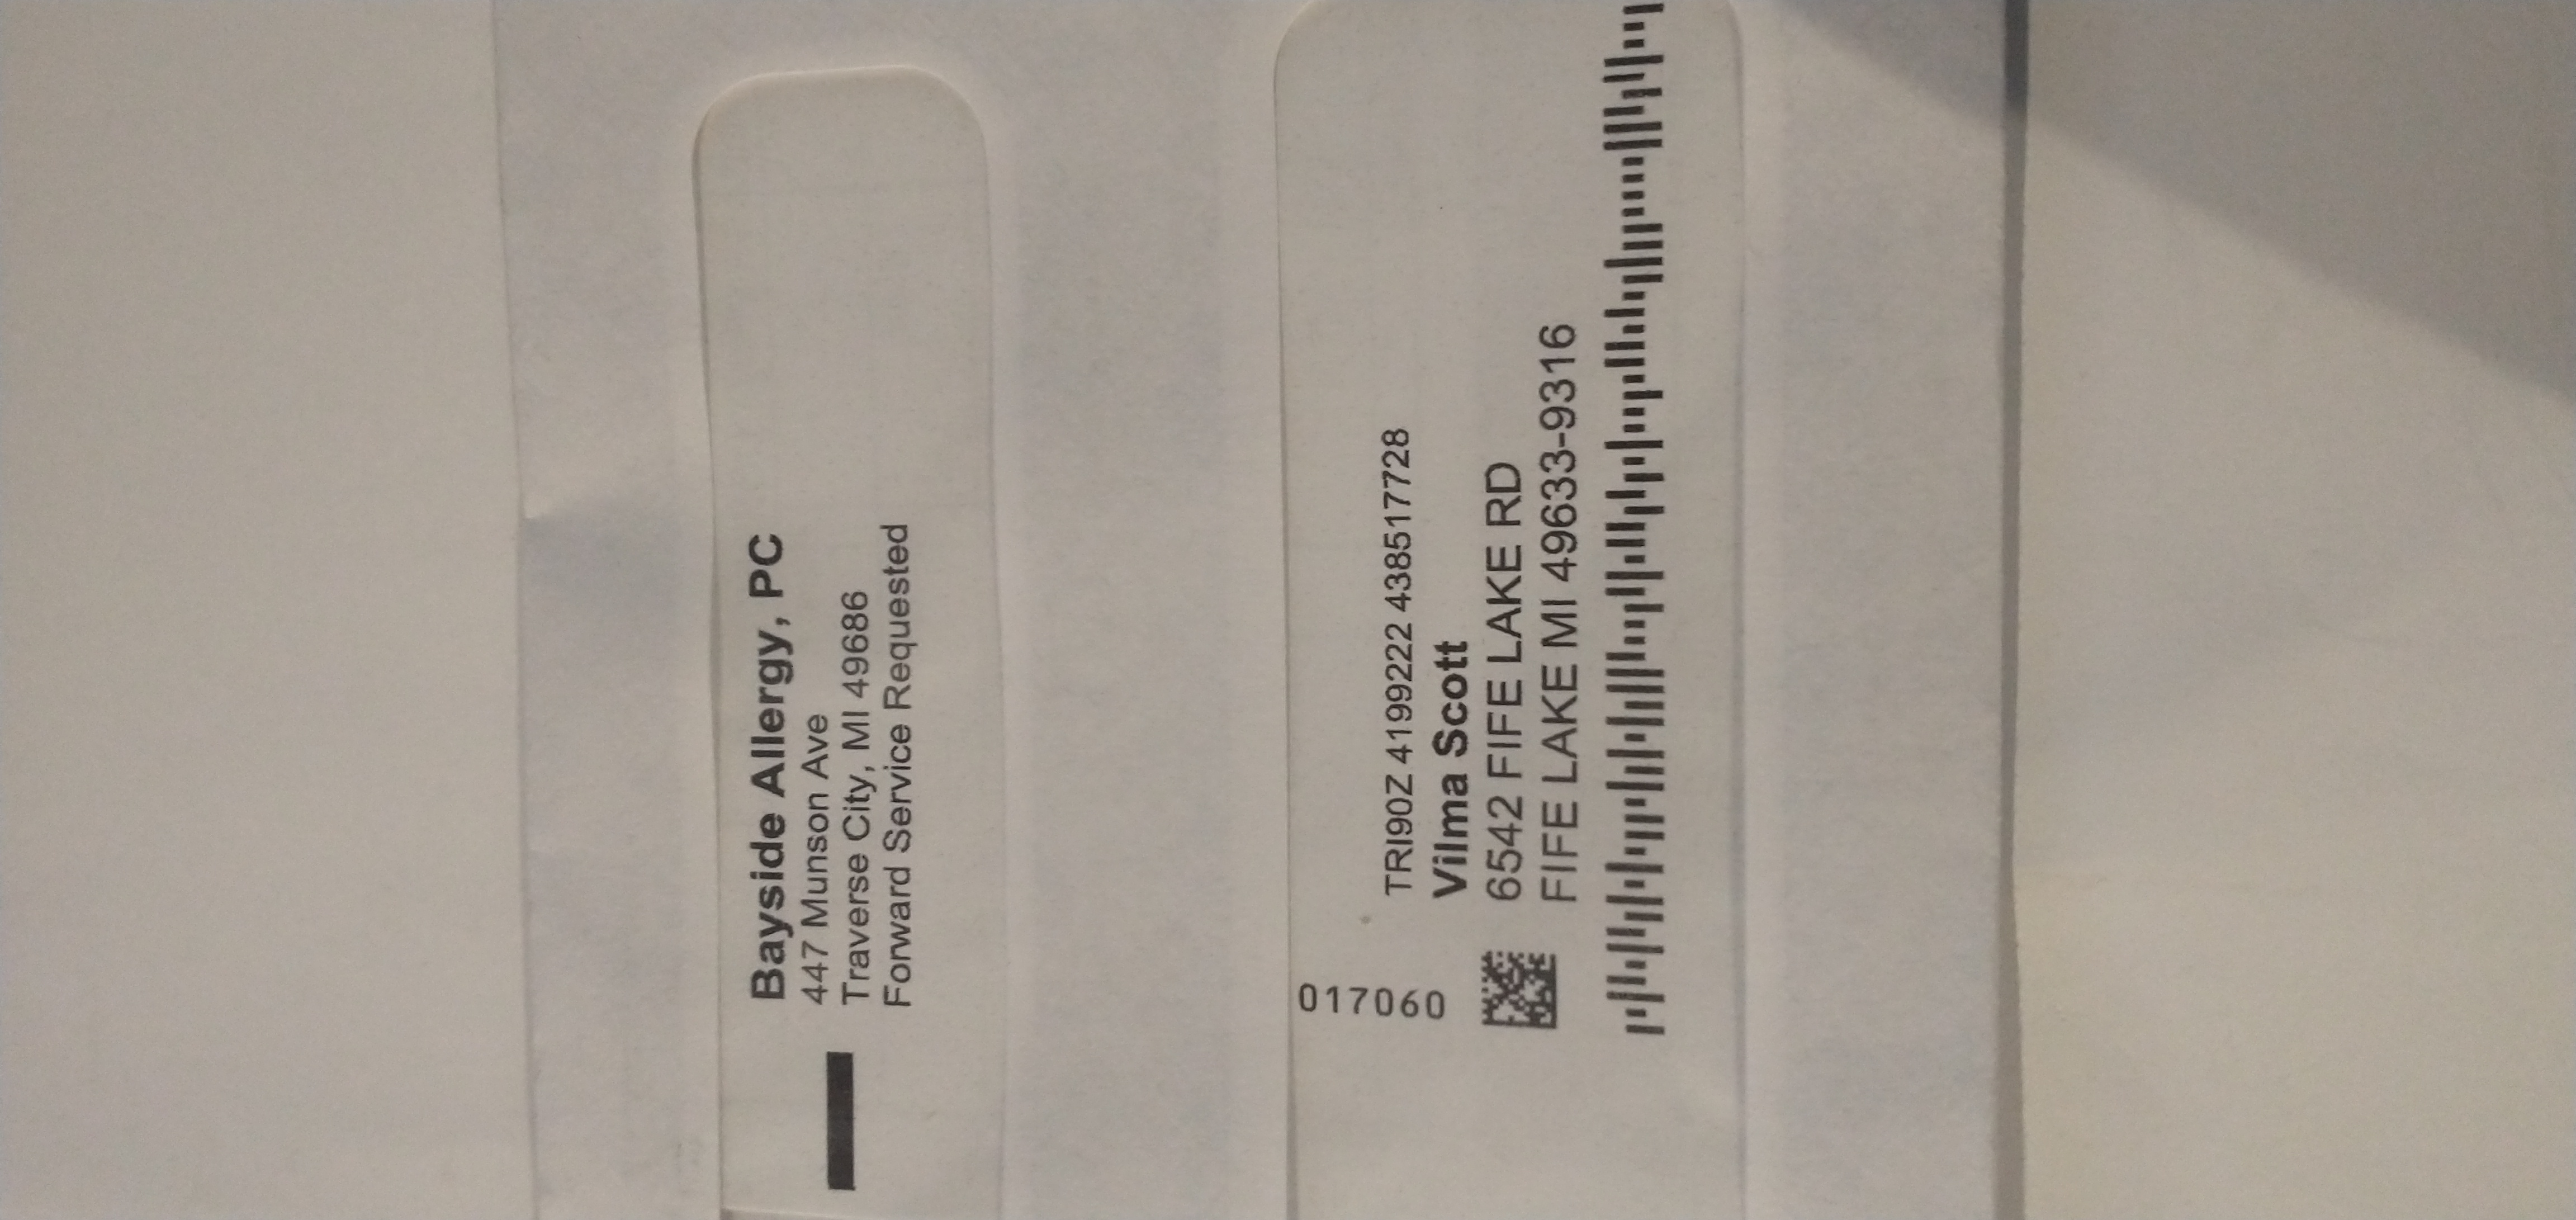 Bayside Allergy, PC
447 Munson Ave
Traverse City, MI 49686
Forward Service Requested
017060
TRI90Z 4199222 438517728
Vilma Scott
6542 FIFE LAKE RD
FIFE LAKE MI 49633-9316